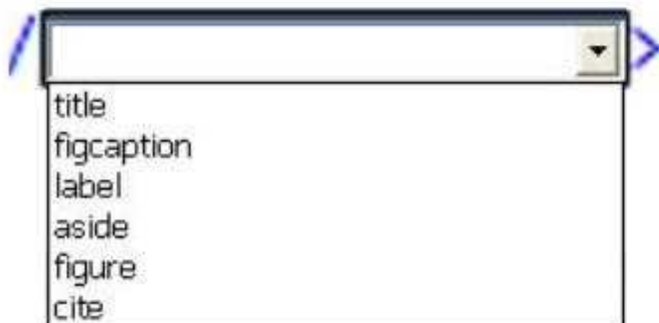 / >
title
figcaption
label
aside
figure
cite